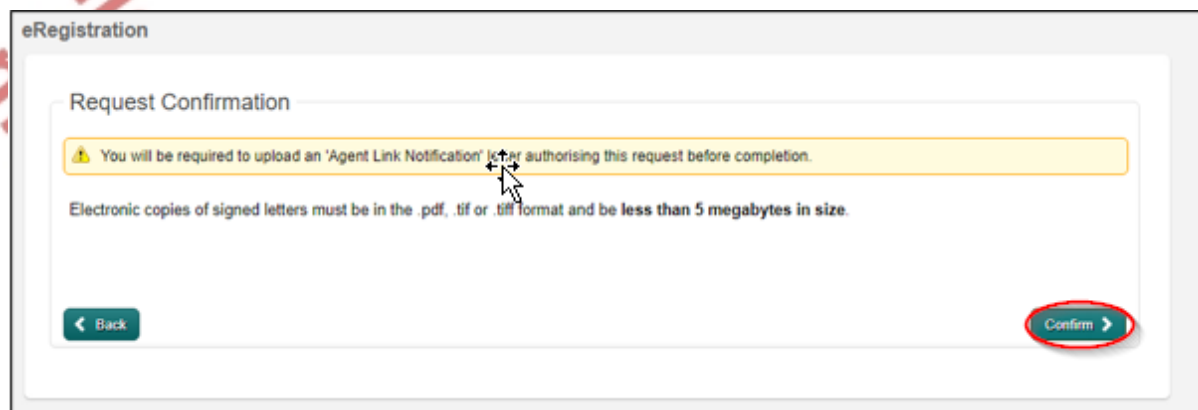 eRegistration
Request Confirmation
You will be required to upload an 'Agent Link Notification' letter authorising this request before completion.
Electronic copies of signed letters must be in the .pdf, .tif or .tiff format and be less than 5 megabytes in size.
Back
Confirm